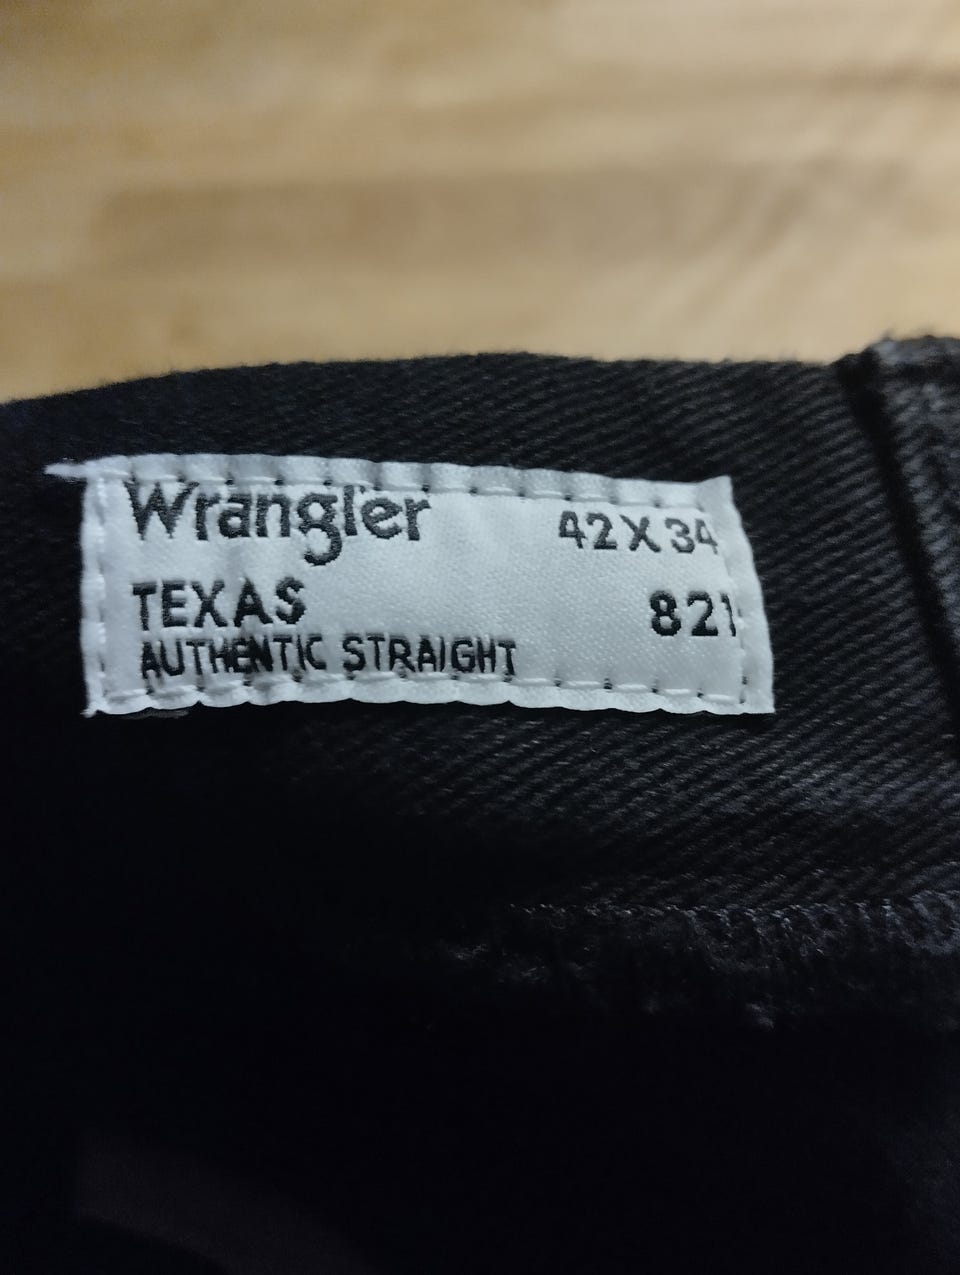 Wrangler 42X34
TEXAS 821
AUTHENTIC STRAIGHT